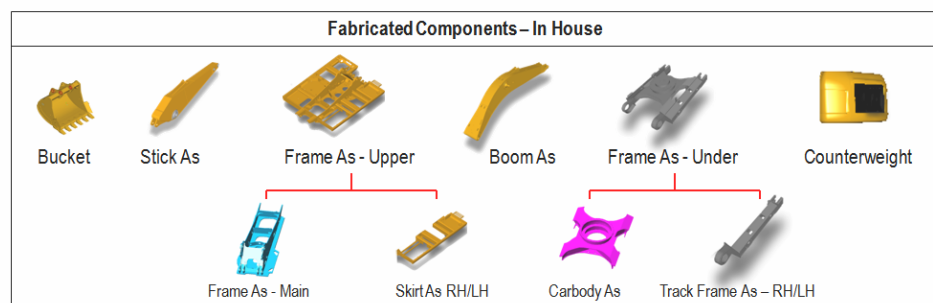 Fabricated Components – In House
Bucket
Stick As
Frame As - Upper
Boom As
Frame As - Under
Counterweight
Frame As - Main
Skirt As RH/LH
Carbody As
Track Frame As – RH/LH